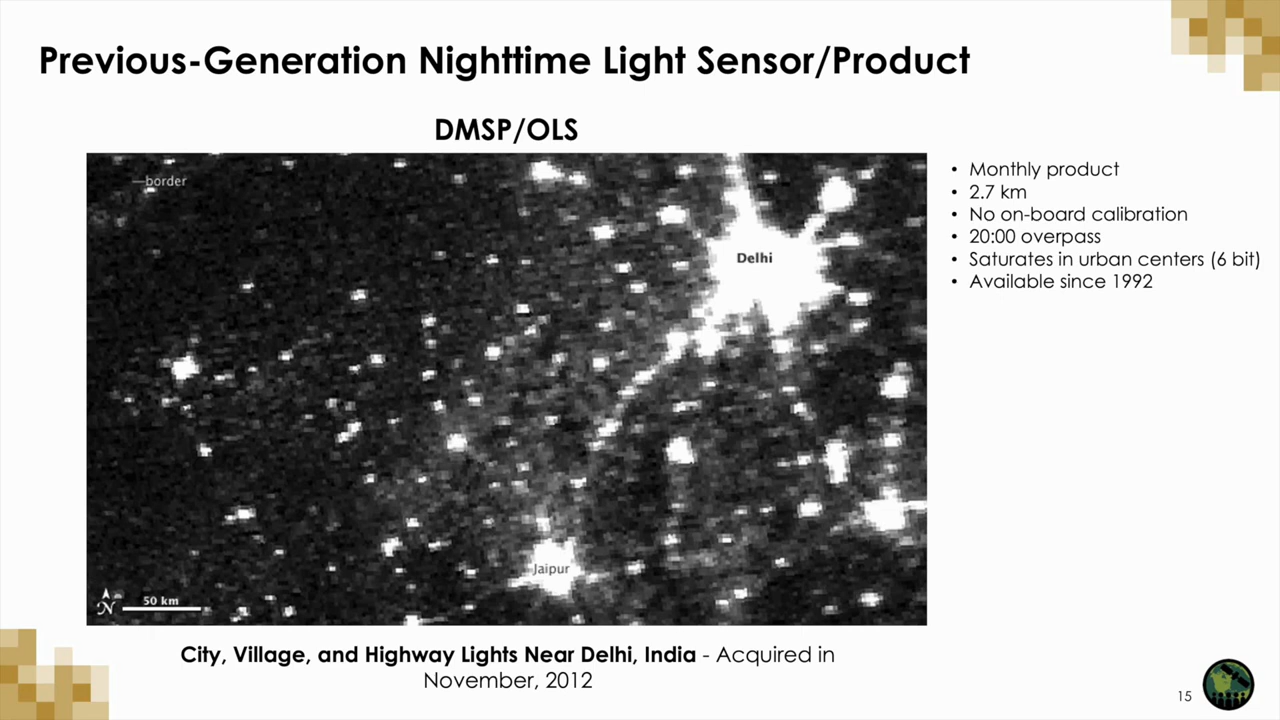 Previous-Generation Nighttime Light Sensor/Product
DMSP/OLS
—border
Delhi
Jaipur
N
50 km
• Monthly product
• 2.7 km
• No on-board calibration
• 20:00 overpass
• Saturates in urban centers (6 bit)
• Available since 1992
City, Village, and Highway Lights Near Delhi, India - Acquired in
November, 2012
15